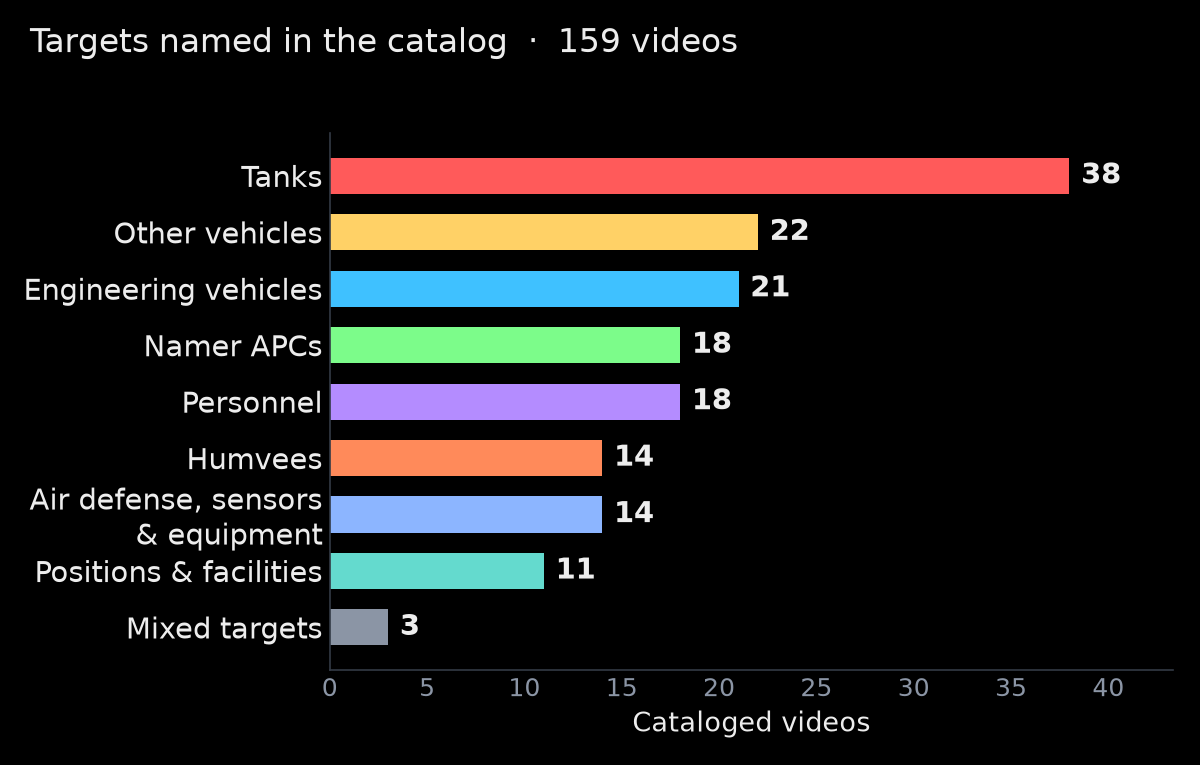 Targets named in the catalog · 159 videos
Tanks 38
Other vehicles 22
Engineering vehicles 21
Namer APCs 18
Personnel 18
Humvees 14
Air defense, sensors
& equipment 14
Positions & facilities 11
Mixed targets 3
0 5 10 15 20 25 30 35 40
Cataloged videos